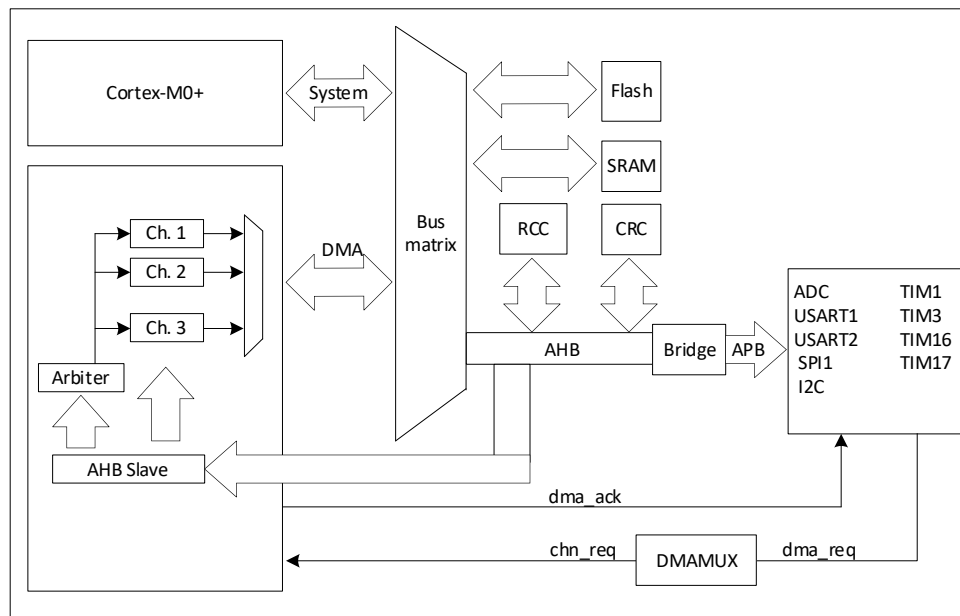 Cortex-M0+
System
Flash
SRAM
Bus
matrix
RCC
CRC
Ch. 1
Ch. 2
Ch. 3
DMA
ADC
USART1
USART2
SPI1
I2C
TIM1
TIM3
TIM16
TIM17
AHB
Bridge
APB
Arbiter
AHB Slave
dma_ack
chn_req
DMAMUX
dma_req